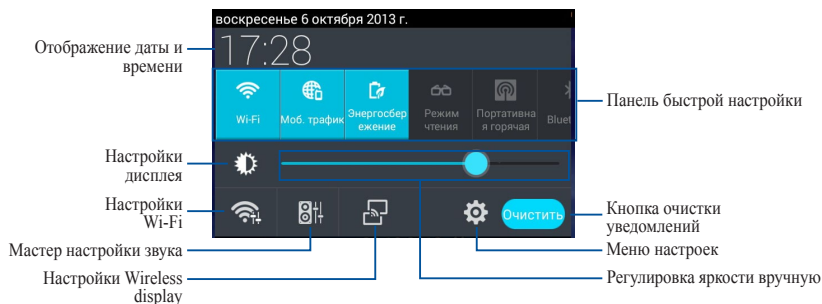 воскресенье 6 октября 2013 г.
17:28
Отображение даты и
времени
Wi-Fi
Моб. трафик
Энергосбер
ежение
Режим
чтения
Портативна
я горячая
Bluet
Панель быстрой настройки
Настройки
дисплея
Настройки
Wi-Fi
Очистить
Кнопка очистки
уведомлений
Мастер настройки звука
Меню настроек
Настройки Wireless
display
Регулировка яркости вручную